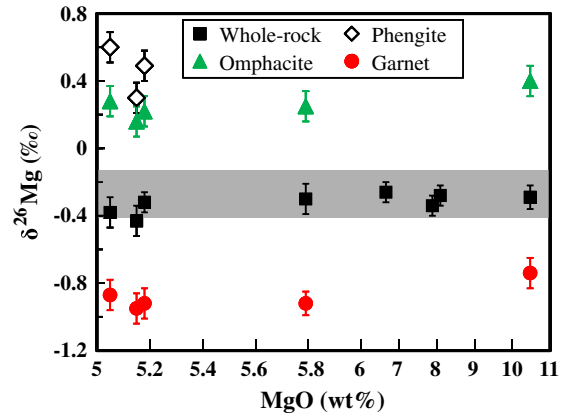 0.8
0.4
0
-0.4
-0.8
-1.2
δ²⁶Mg (‰)
Whole-rock
Phengite
Omphacite
Garnet
5 5.2 5.4 5.6 5.8 6 7 8 9 10 11
MgO (wt%)